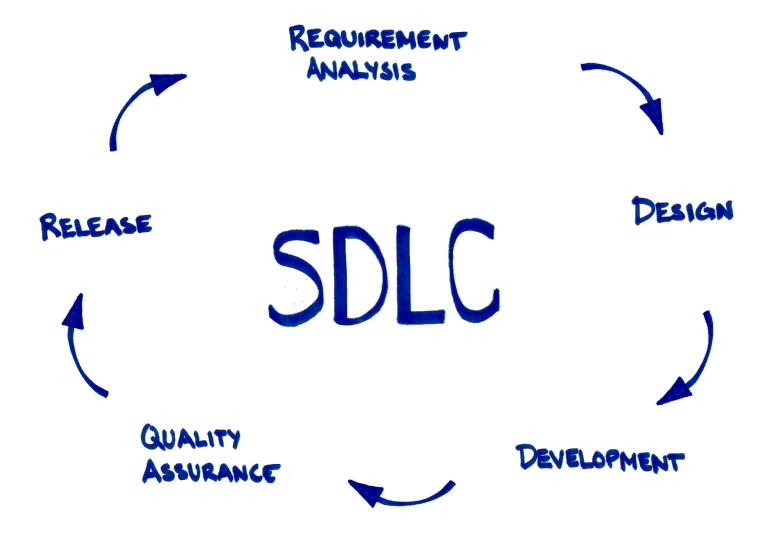 REQUIREMENT
ANALYSIS
DESIGN
DEVELOPMENT
QUALITY
ASSURANCE
RELEASE
SDLC